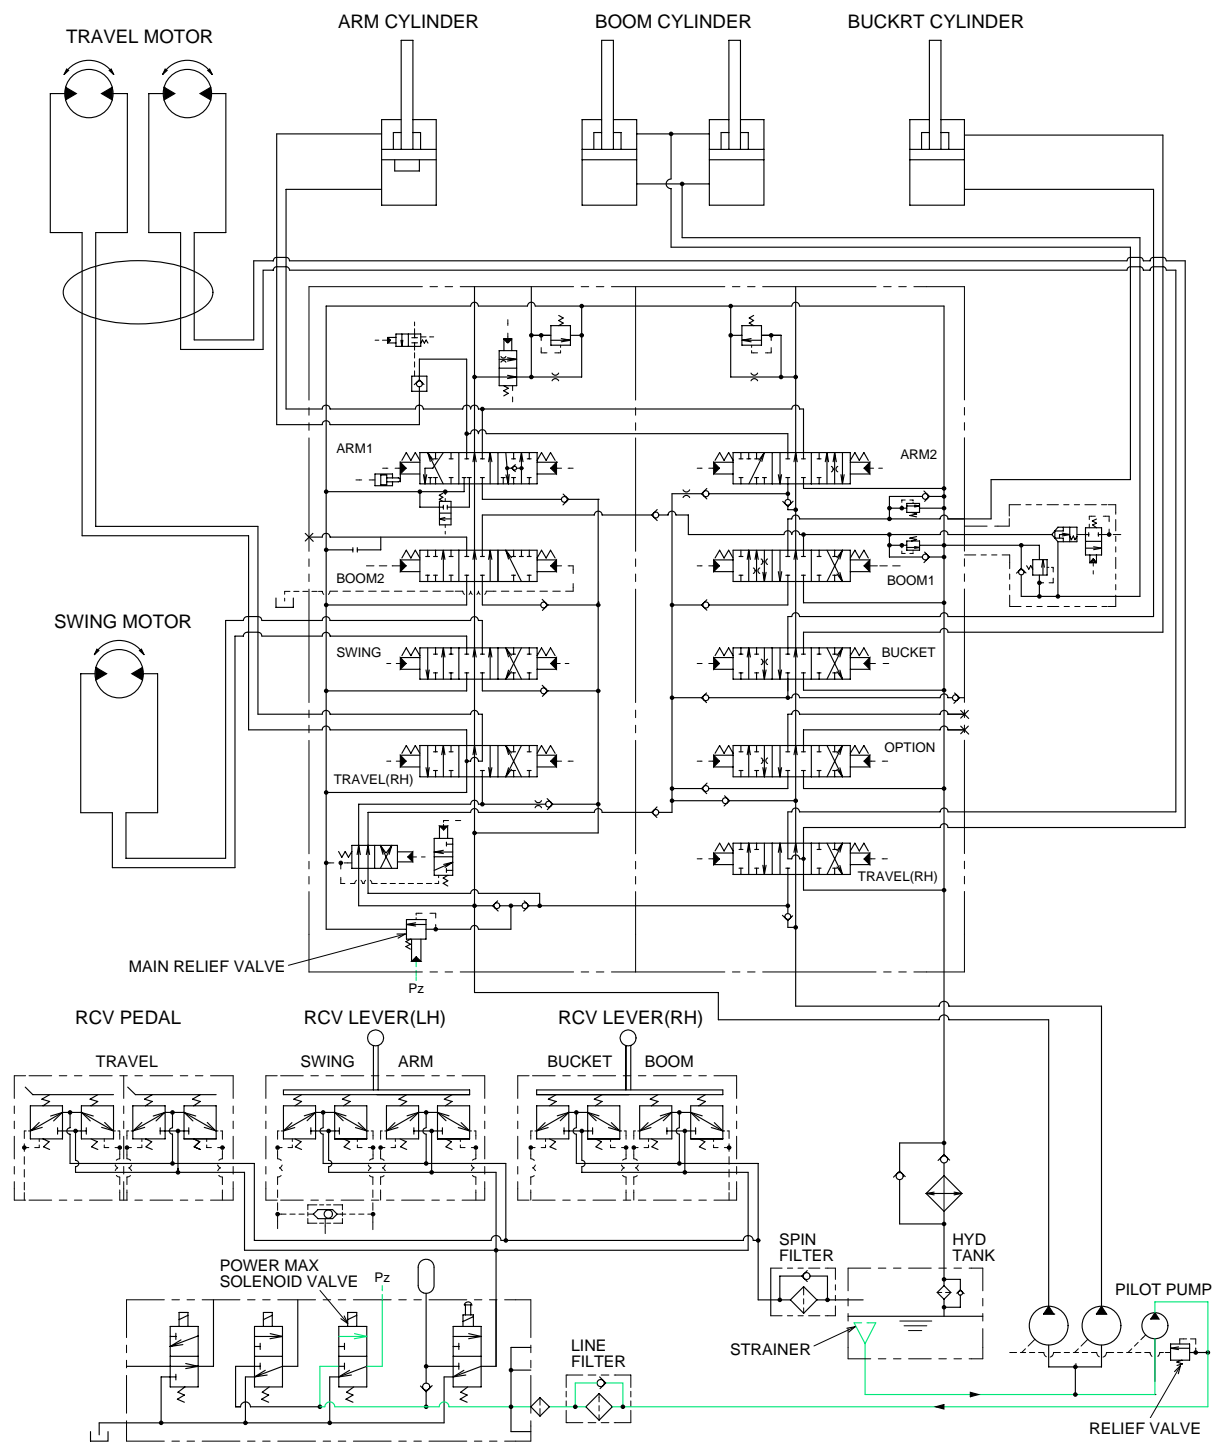 ARM CYLINDER
BOOM CYLINDER
BUCKRT CYLINDER
TRAVEL MOTOR
ARM1
ARM2
BOOM2
BOOM1
SWING MOTOR
SWING
BUCKET
OPTION
TRAVEL(RH)
TRAVEL(RH)
MAIN RELIEF VALVE
Pz
RCV PEDAL
RCV LEVER(LH)
RCV LEVER(RH)
TRAVEL
SWING
ARM
BUCKET
BOOM
SPIN
FILTER
HYD
TANK
POWER MAX
SOLENOID VALVE
Pz
PILOT PUMP
STRAINER
LINE
FILTER
RELIEF VALVE